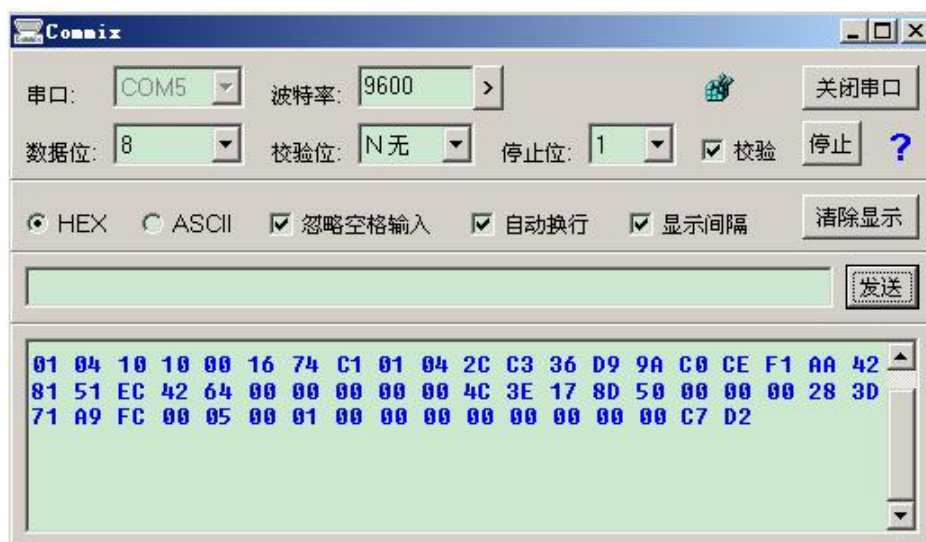 Commix
串口: COM5 波特率: 9600 > 关闭串口
数据位: 8 校验位: N 无 停止位: 1 校验 停止 ?
HEX ASCII 忽略空格输入 自动换行 显示间隔 清除显示
发送
01 04 10 10 00 16 74 C1 01 04 2C C3 36 D9 9A C0 CE F1 AA 42
81 51 EC 42 64 00 00 00 00 00 4C 3E 17 8D 50 00 00 00 28 3D
71 A9 FC 00 05 00 01 00 00 00 00 00 00 00 00 C7 D2